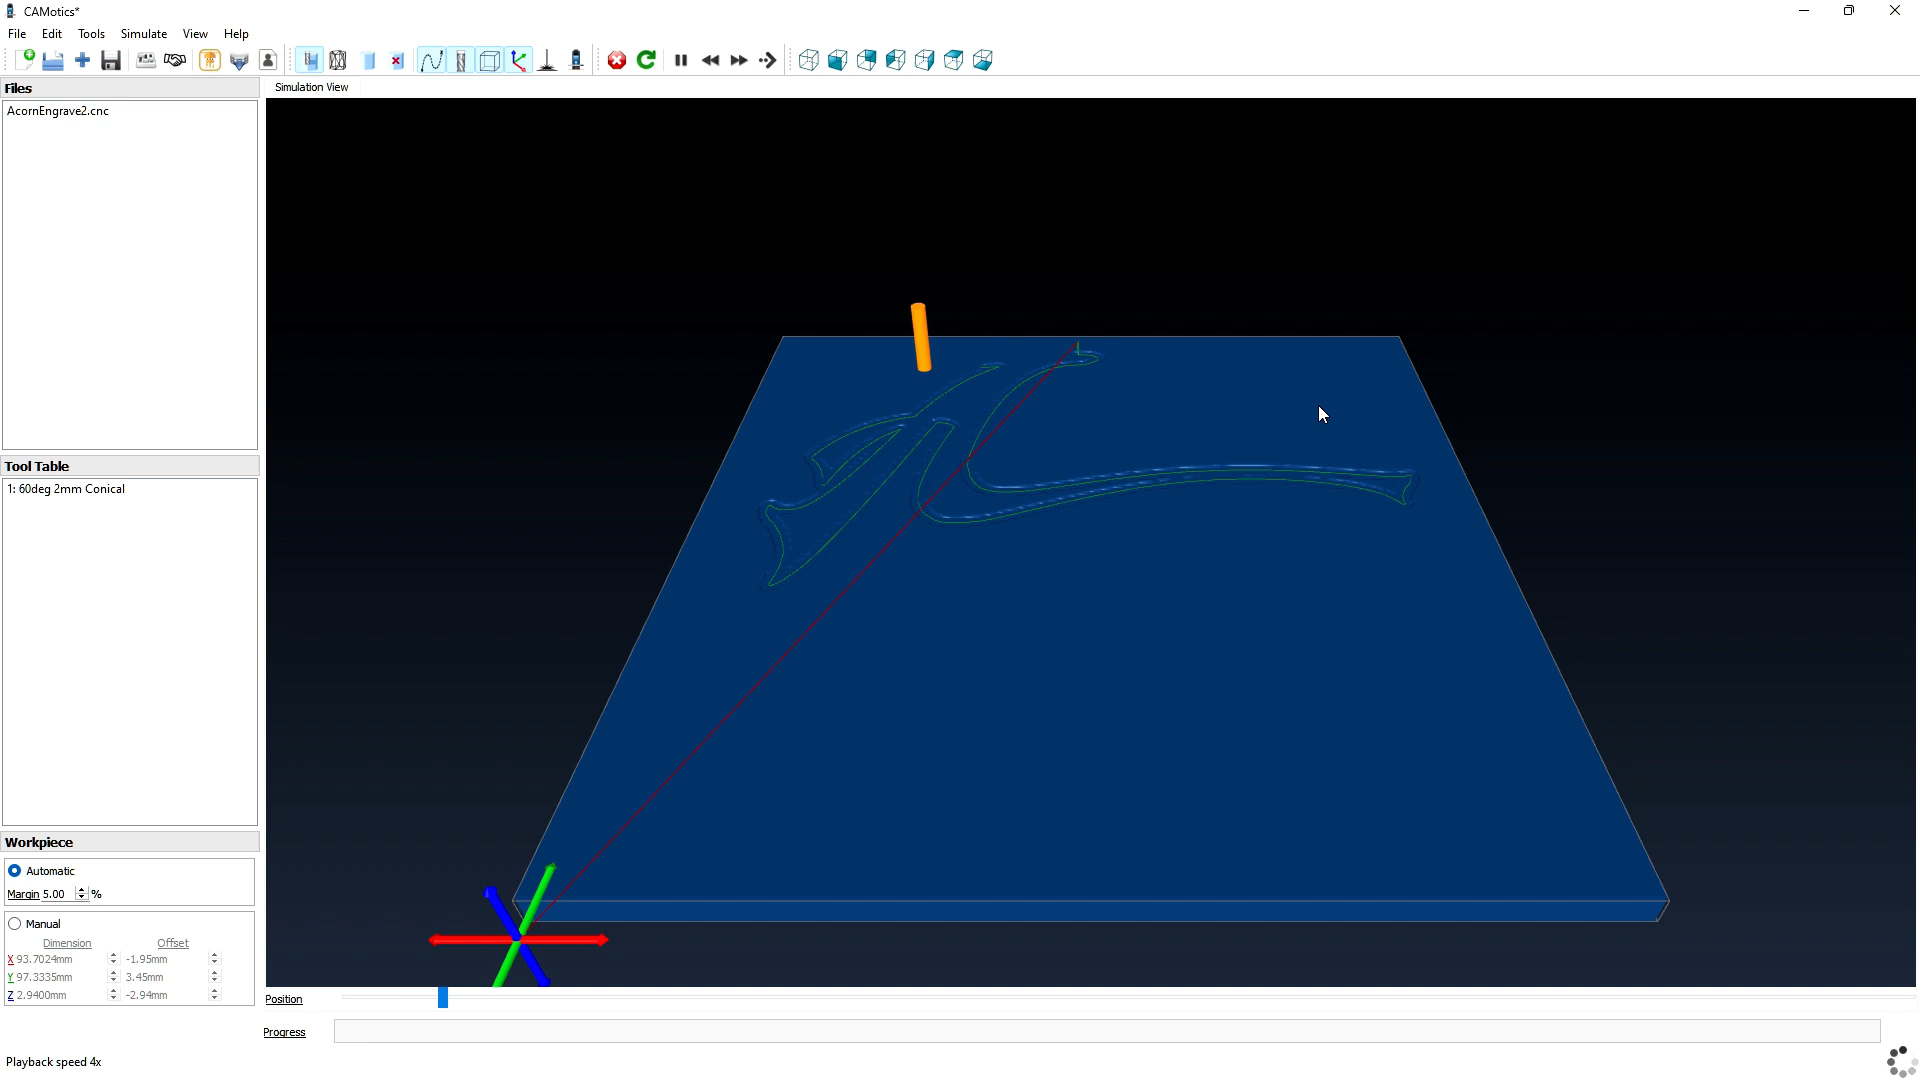 CAMotics*
File Edit Tools Simulate View Help
Files
Simulation View
AcornEngrave2.cnc
Tool Table
1: 60deg 2mm Conical
Workpiece
Automatic
Margin 5.00 %
Manual
Dimension Offset
X 93.7024mm -1.95mm
Y 97.3335mm 3.45mm
Z 2.9400mm -2.94mm
Position
Progress
Playback speed 4x